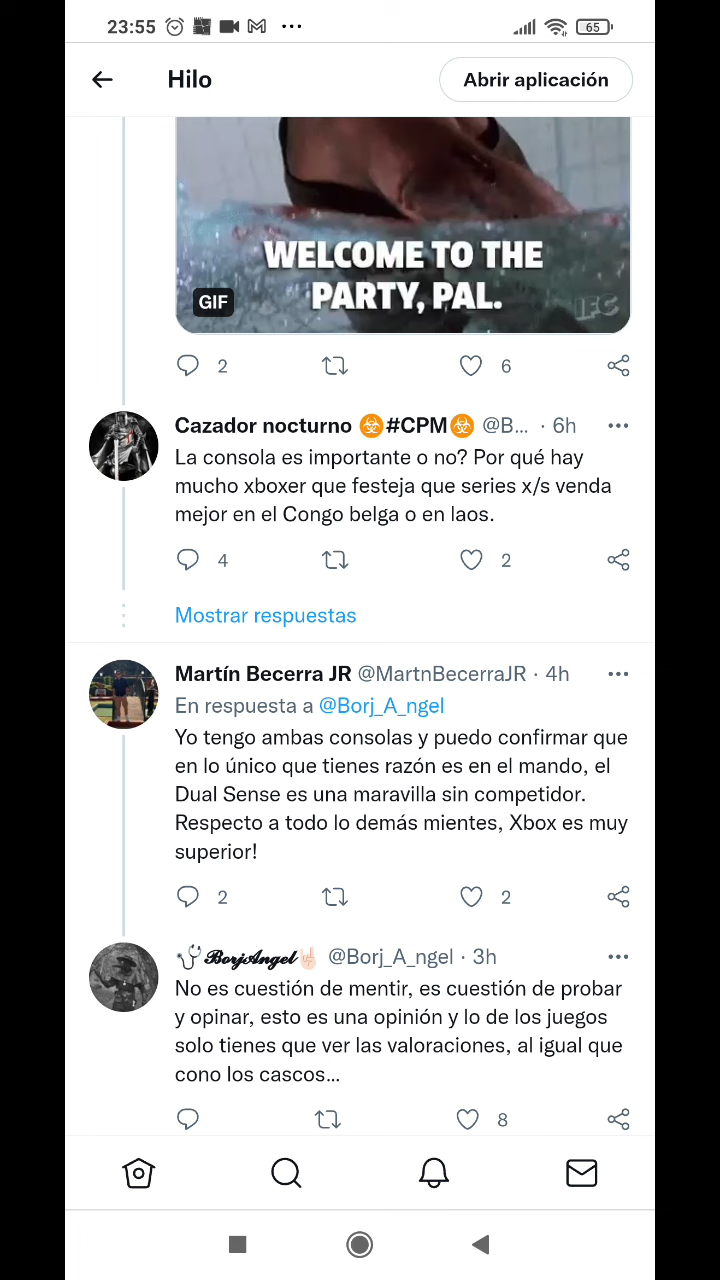 23:55
65
Hilo
Abrir aplicación
WELCOME TO THE
PARTY, PAL.
GIF
IFC
2
6
Cazador nocturno ☣️#CPM☣️ @B... · 6h
La consola es importante o no? Por qué hay
mucho xboxer que festeja que series x/s venda
mejor en el Congo belga o en laos.
4
2
Mostrar respuestas
Martín Becerra JR @MartnBecerraJR · 4h
En respuesta a @Borj_A_ngel
Yo tengo ambas consolas y puedo confirmar que
en lo único que tienes razón es en el mando, el
Dual Sense es una maravilla sin competidor.
Respecto a todo lo demás mientes, Xbox es muy
superior!
2
2
🩺𝓑𝓸𝓻𝓳𝓐𝓷𝓰𝓮𝓵🤘🏻 @Borj_A_ngel · 3h
No es cuestión de mentir, es cuestión de probar
y opinar, esto es una opinión y lo de los juegos
solo tienes que ver las valoraciones, al igual que
cono los cascos...
8